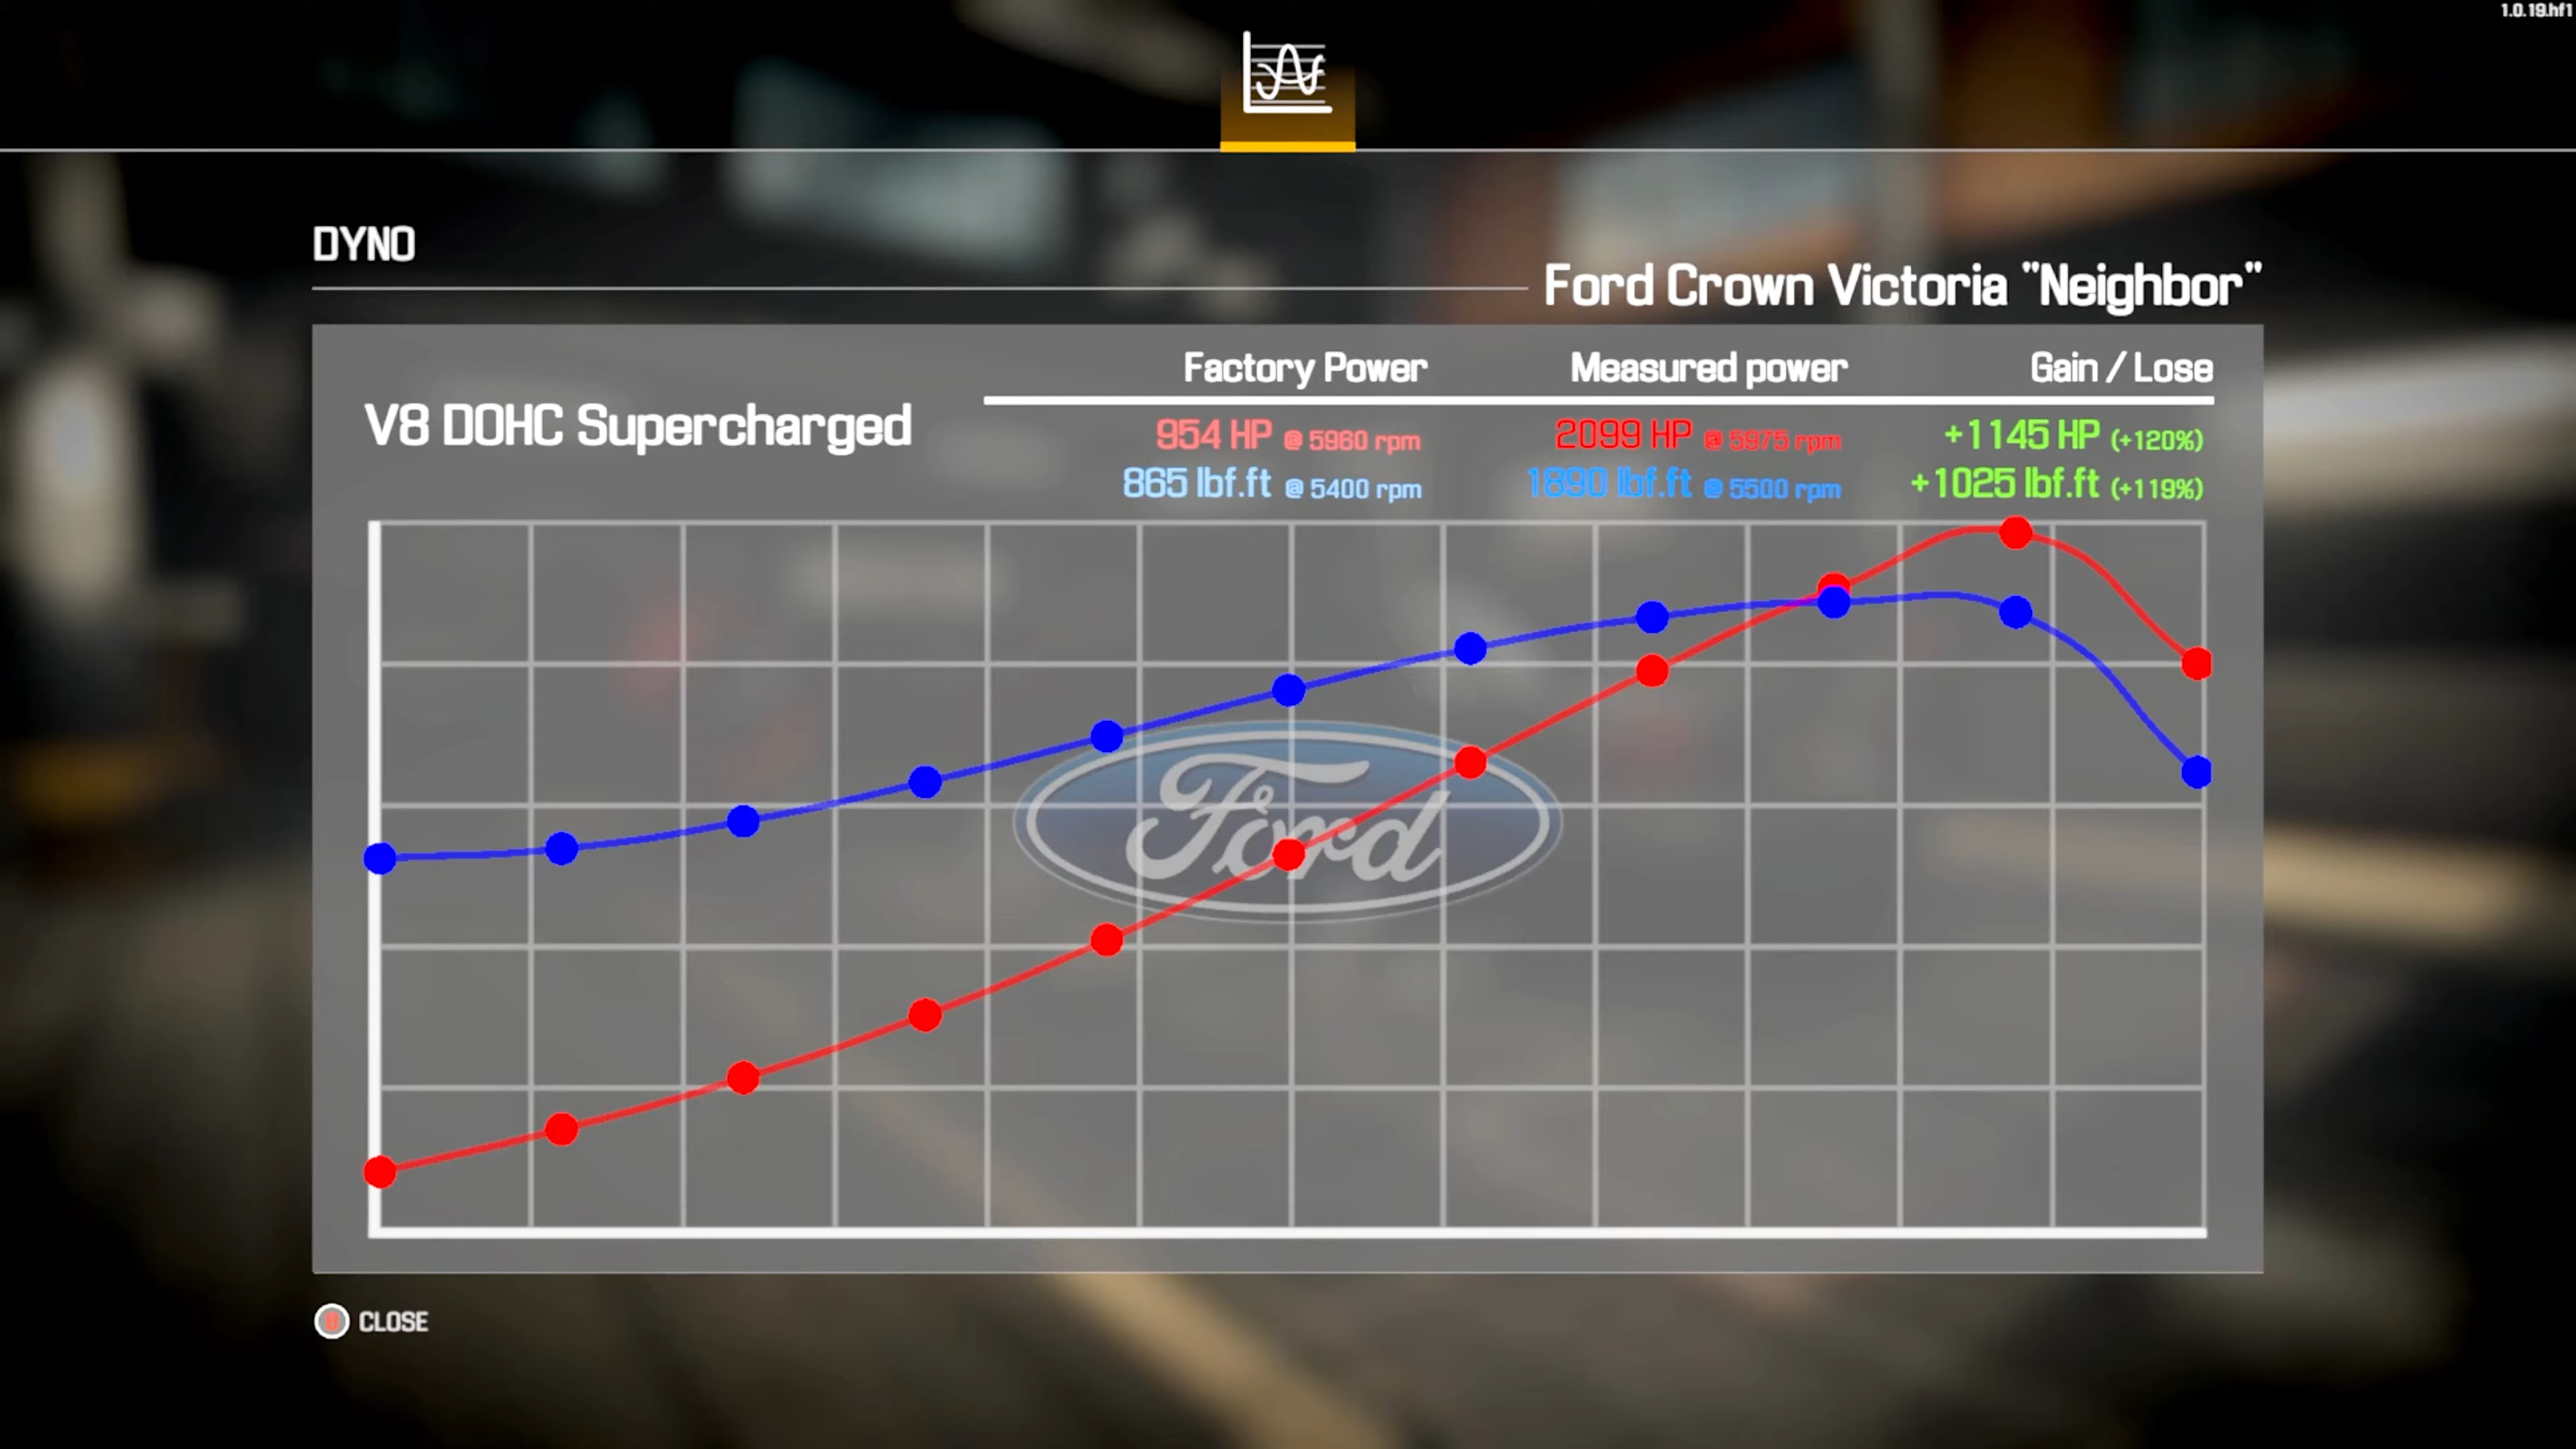 1.0.19.hf1
DYNO
Ford Crown Victoria "Neighbor"
Factory Power
Measured power
Gain / Lose
V8 DOHC Supercharged
954 HP @ 5960 rpm
2099 HP @ 5975 rpm
+1145 HP (+120%)
865 lbf.ft @ 5400 rpm
1890 lbf.ft @ 5500 rpm
+1025 lbf.ft (+119%)
Ford
CLOSE